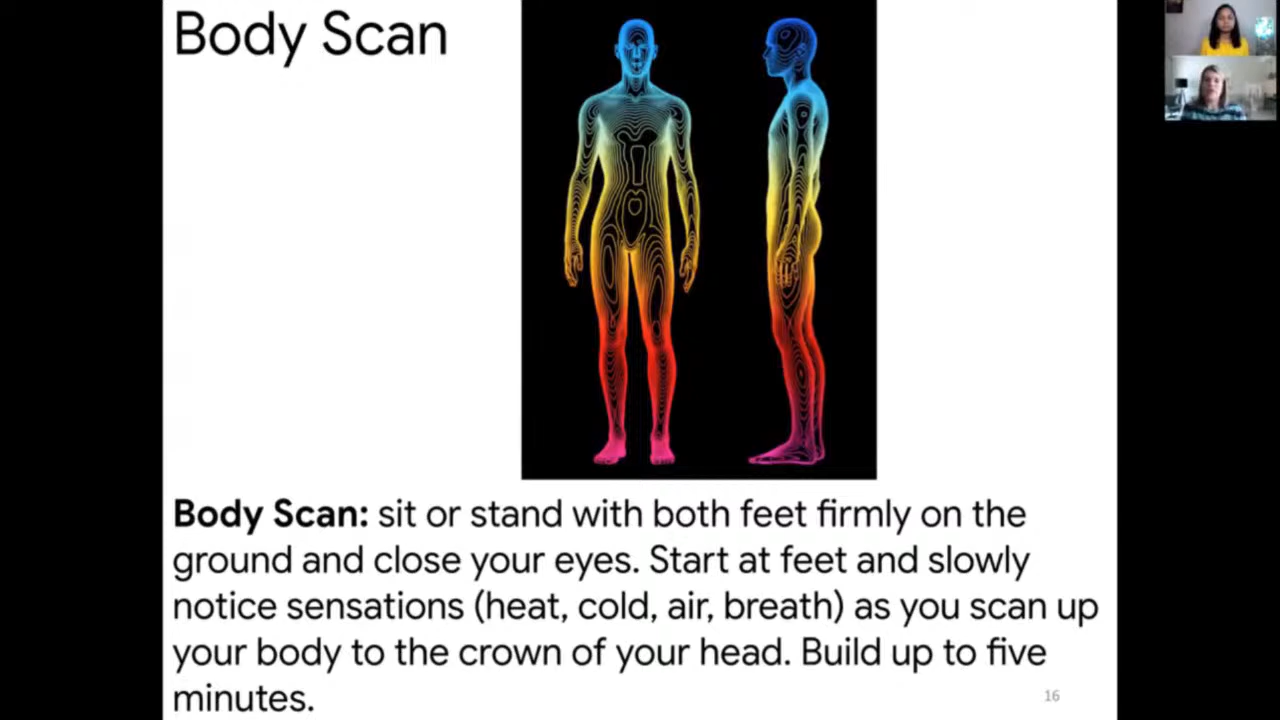 Body Scan
Body Scan: sit or stand with both feet firmly on the
ground and close your eyes. Start at feet and slowly
notice sensations (heat, cold, air, breath) as you scan up
your body to the crown of your head. Build up to five
minutes.
16